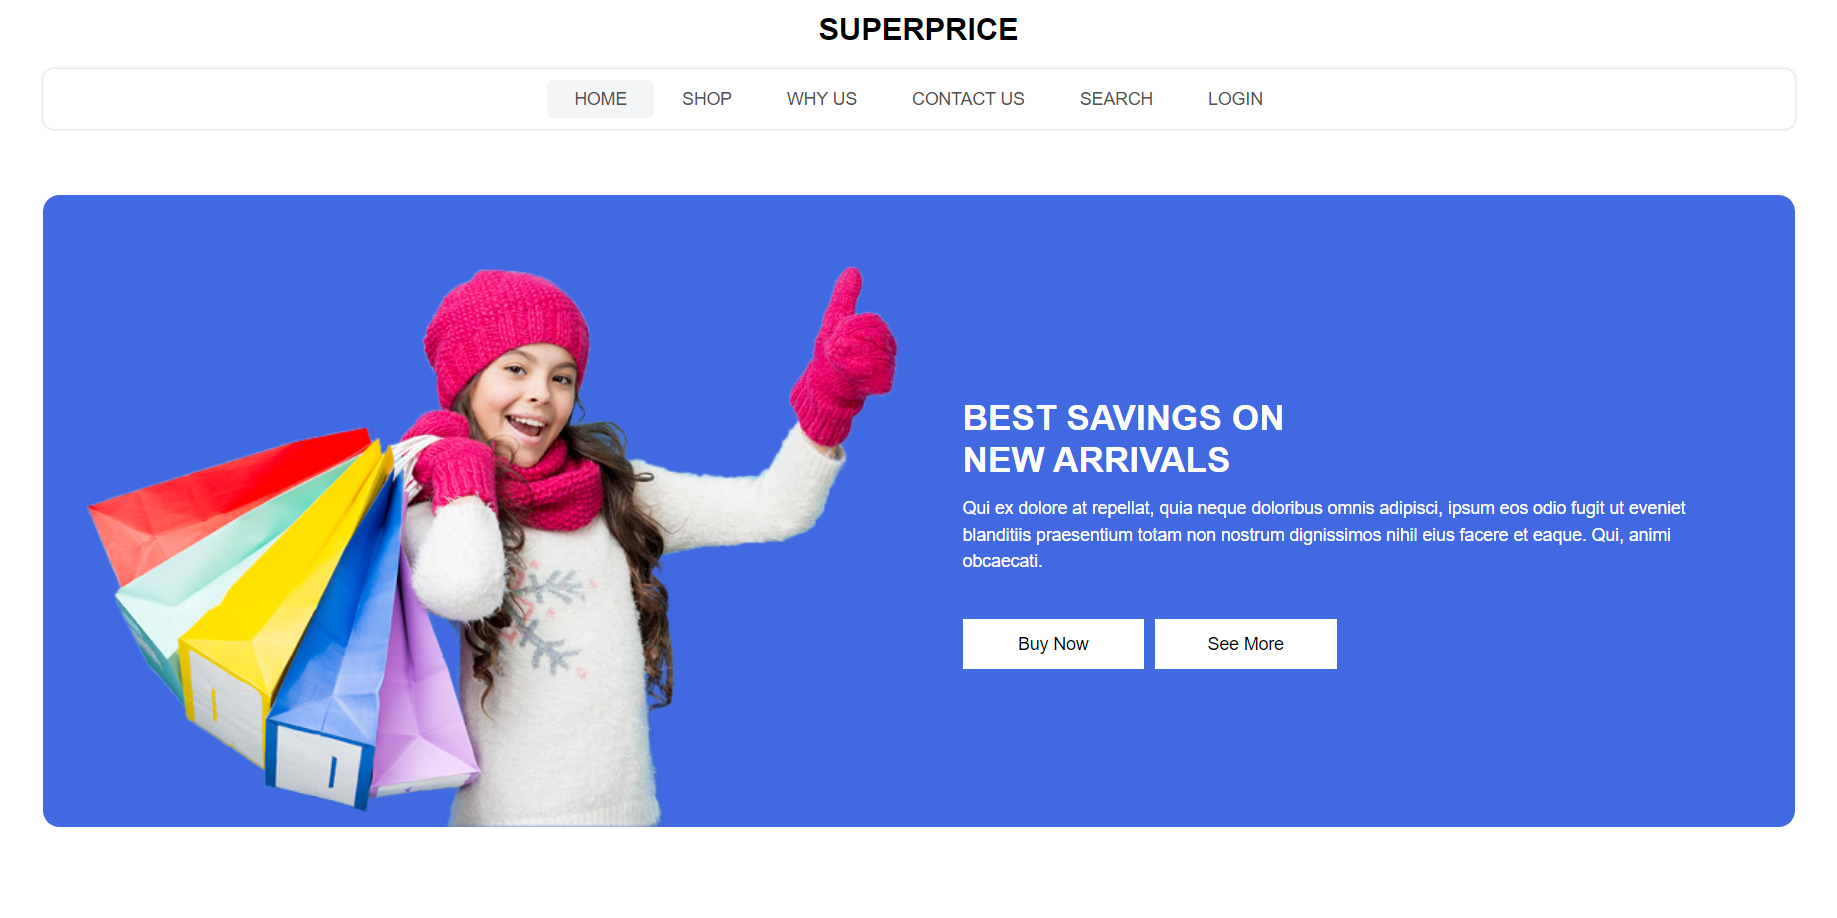 SUPERPRICE
HOME SHOP WHY US CONTACT US SEARCH LOGIN
BEST SAVINGS ON
NEW ARRIVALS
Qui ex dolore at repellat, quia neque doloribus omnis adipisci, ipsum eos odio fugit ut eveniet
blanditiis praesentium totam non nostrum dignissimos nihil eius facere et eaque. Qui, animi
obcaecati.
Buy Now See More